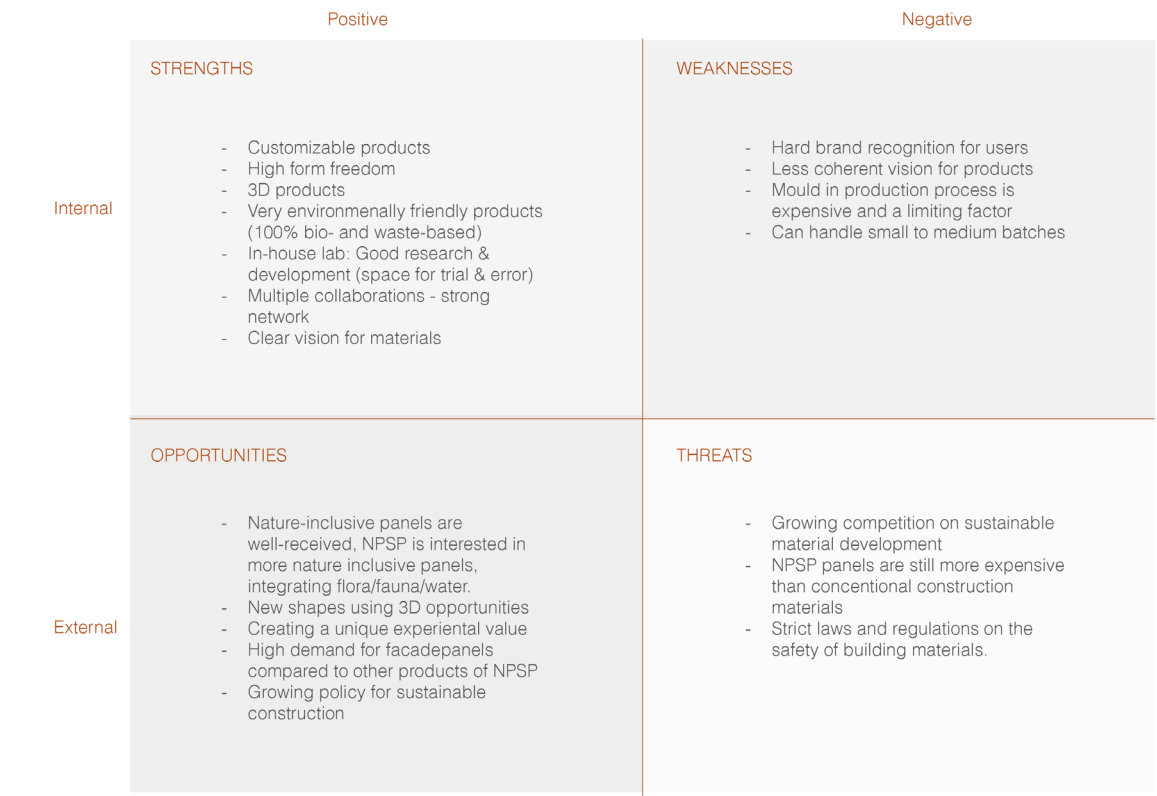 Positive
Negative
STRENGTHS
WEAKNESSES
Internal
- Customizable products
- High form freedom
- 3D products
- Very environmenally friendly products
(100% bio- and waste-based)
- In-house lab: Good research &
development (space for trial & error)
- Multiple collaborations - strong
network
- Clear vision for materials
- Hard brand recognition for users
- Less coherent vision for products
- Mould in production process is
expensive and a limiting factor
- Can handle small to medium batches
OPPORTUNITIES
THREATS
External
- Nature-inclusive panels are
well-received, NPSP is interested in
more nature inclusive panels,
integrating flora/fauna/water.
- New shapes using 3D opportunities
- Creating a unique experiental value
- High demand for facadepanels
compared to other products of NPSP
- Growing policy for sustainable
construction
- Growing competition on sustainable
material development
- NPSP panels are still more expensive
than concentional construction
materials
- Strict laws and regulations on the
safety of building materials.